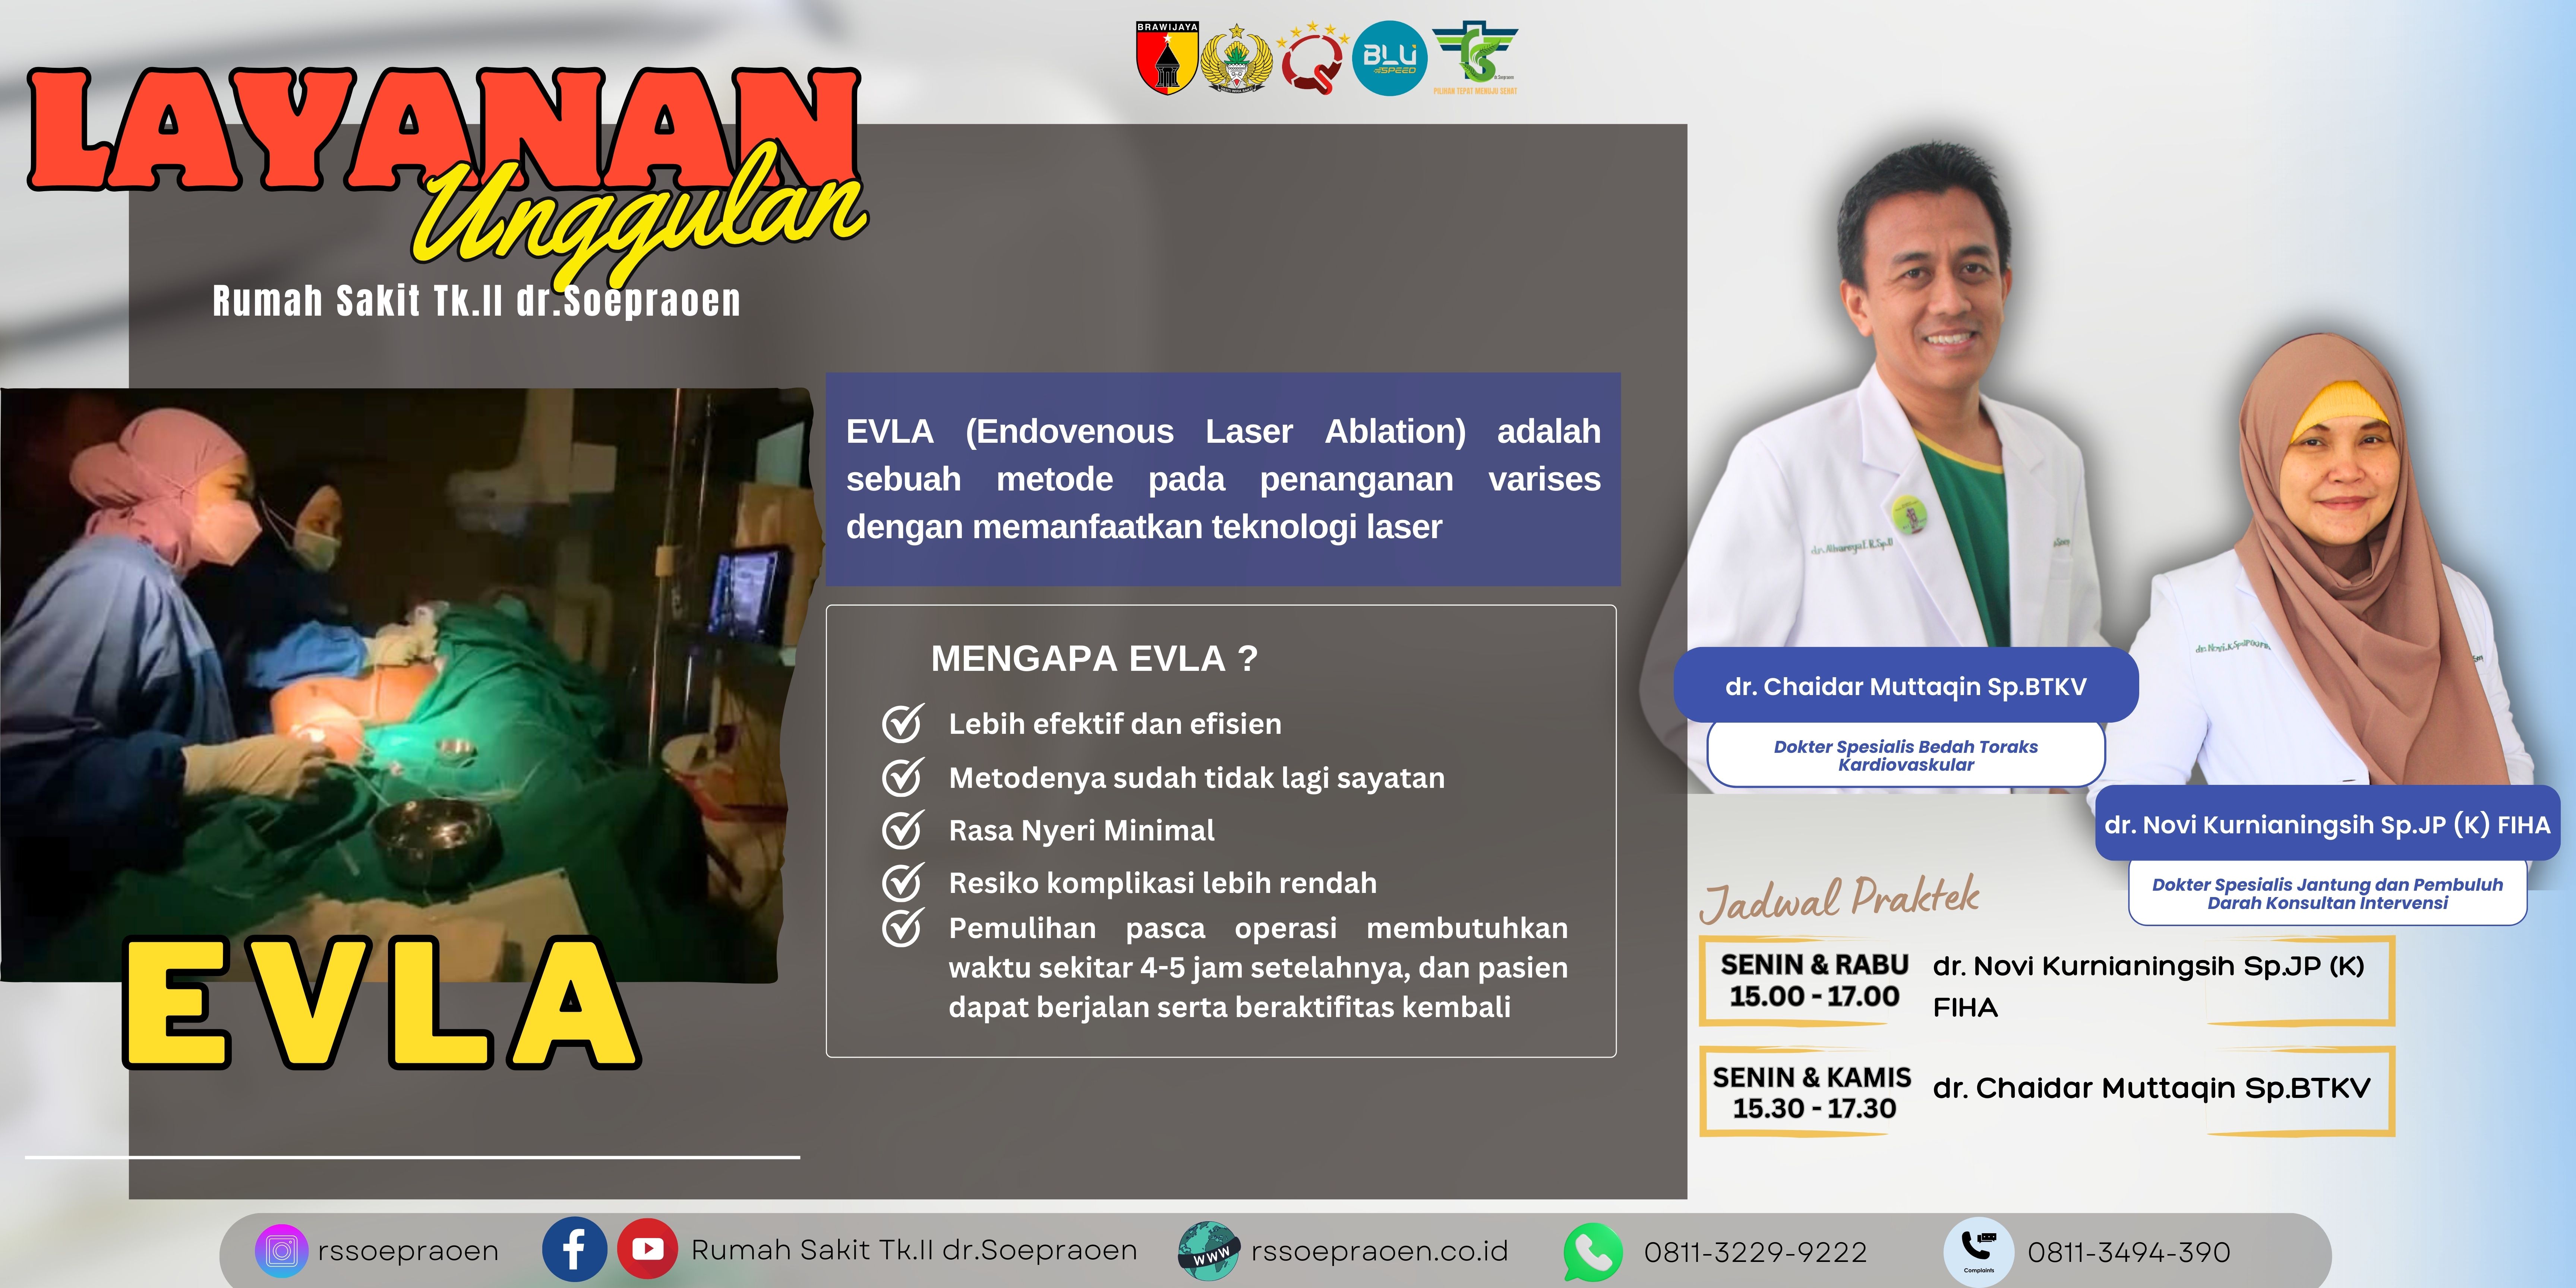 BRAWIJAYA
BLU
SPEED
dr. Soepraoen
PILIHAN TEPAT MENUJU SEHAT
LAYANAN
Unggulan
Rumah Sakit Tk.II dr.Soepraoen
EVLA (Endovenous Laser Ablation) adalah
sebuah metode pada penanganan varises
dengan memanfaatkan teknologi laser
MENGAPA EVLA ?
Lebih efektif dan efisien
Metodenya sudah tidak lagi sayatan
Rasa Nyeri Minimal
Resiko komplikasi lebih rendah
Pemulihan pasca operasi membutuhkan
waktu sekitar 4-5 jam setelahnya, dan pasien
dapat berjalan serta beraktifitas kembali
EVLA
dr. Chaidar Muttaqin Sp.BTKV
Dokter Spesialis Bedah Toraks
Kardiovaskular
dr. Novi Kurnianingsih Sp.JP (K) FIHA
Dokter Spesialis Jantung dan Pembuluh
Darah Konsultan Intervensi
Jadwal Praktek
SENIN & RABU
15.00 - 17.00
dr. Novi Kurnianingsih Sp.JP (K)
FIHA
SENIN & KAMIS
15.30 - 17.30
dr. Chaidar Muttaqin Sp.BTKV
rssoepraoen
Rumah Sakit Tk.II dr.Soepraoen
WWW
rssoepraoen.co.id
0811-3229-9222
Complaints
0811-3494-390